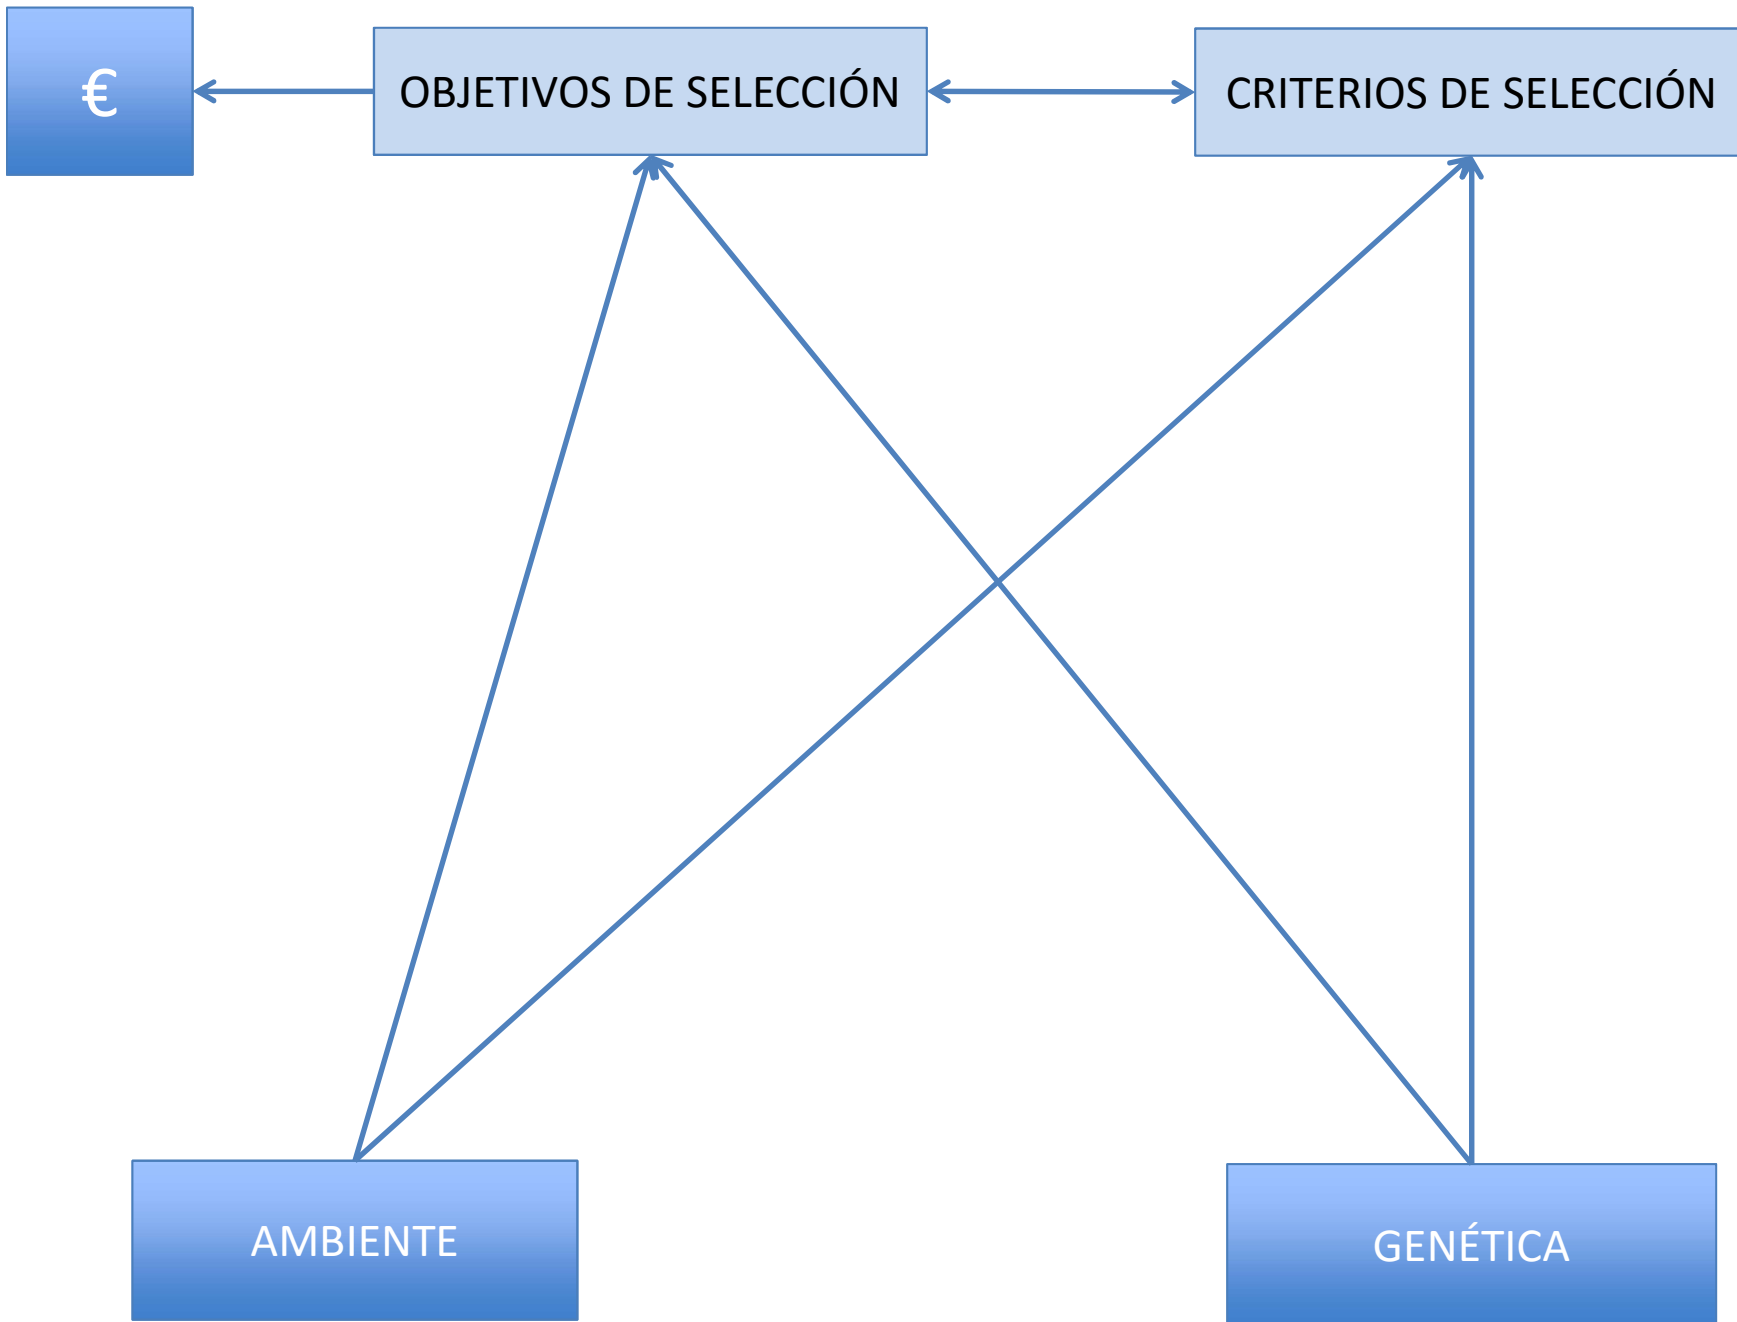 €
OBJETIVOS DE SELECCIÓN
CRITERIOS DE SELECCIÓN
AMBIENTE
GENÉTICA